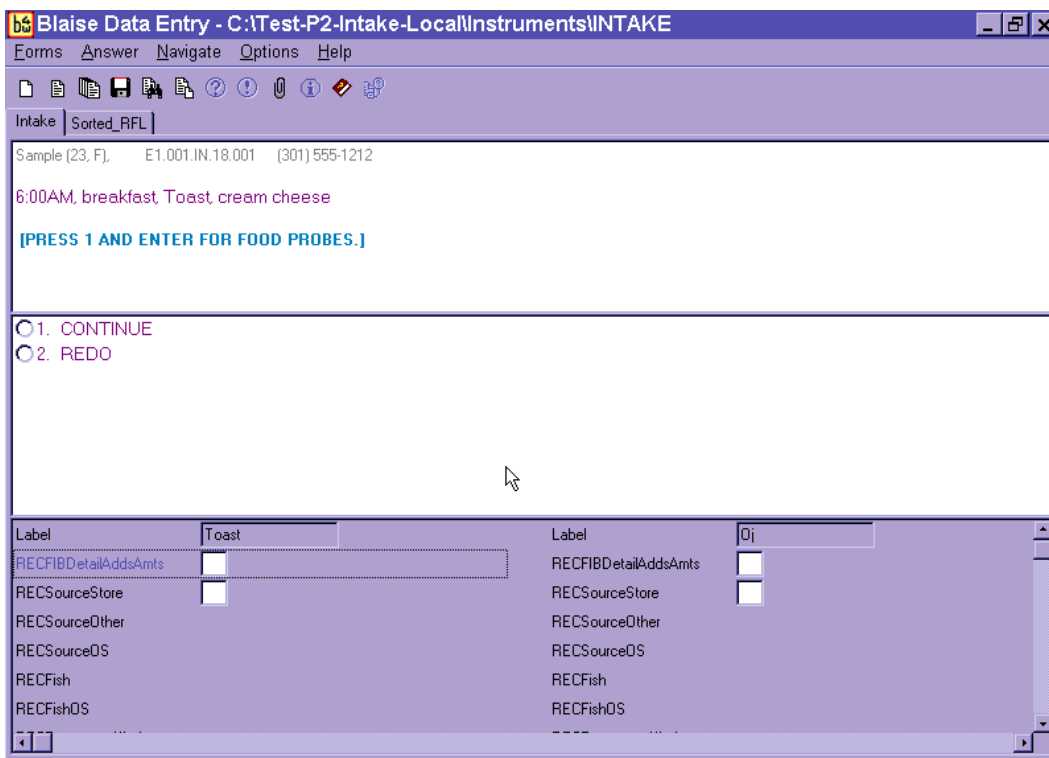 Blaise Data Entry - C:\Test-P2-Intake-Local\Instruments\INTAKE
Forms Answer Navigate Options Help
Intake Sorted_RFL
Sample (23, F), E1.001.IN.18.001 (301) 555-1212
6:00AM, breakfast, Toast, cream cheese
[PRESS 1 AND ENTER FOR FOOD PROBES.]
1. CONTINUE
2. REDO
Label Toast Label Oj
RECFIBDetailAddsAmts RECFIBDetailAddsAmts
RECSourceStore RECSourceStore
RECSourceOther RECSourceOther
RECSourceOS RECSourceOS
RECFish RECFish
RECFishOS RECFishOS